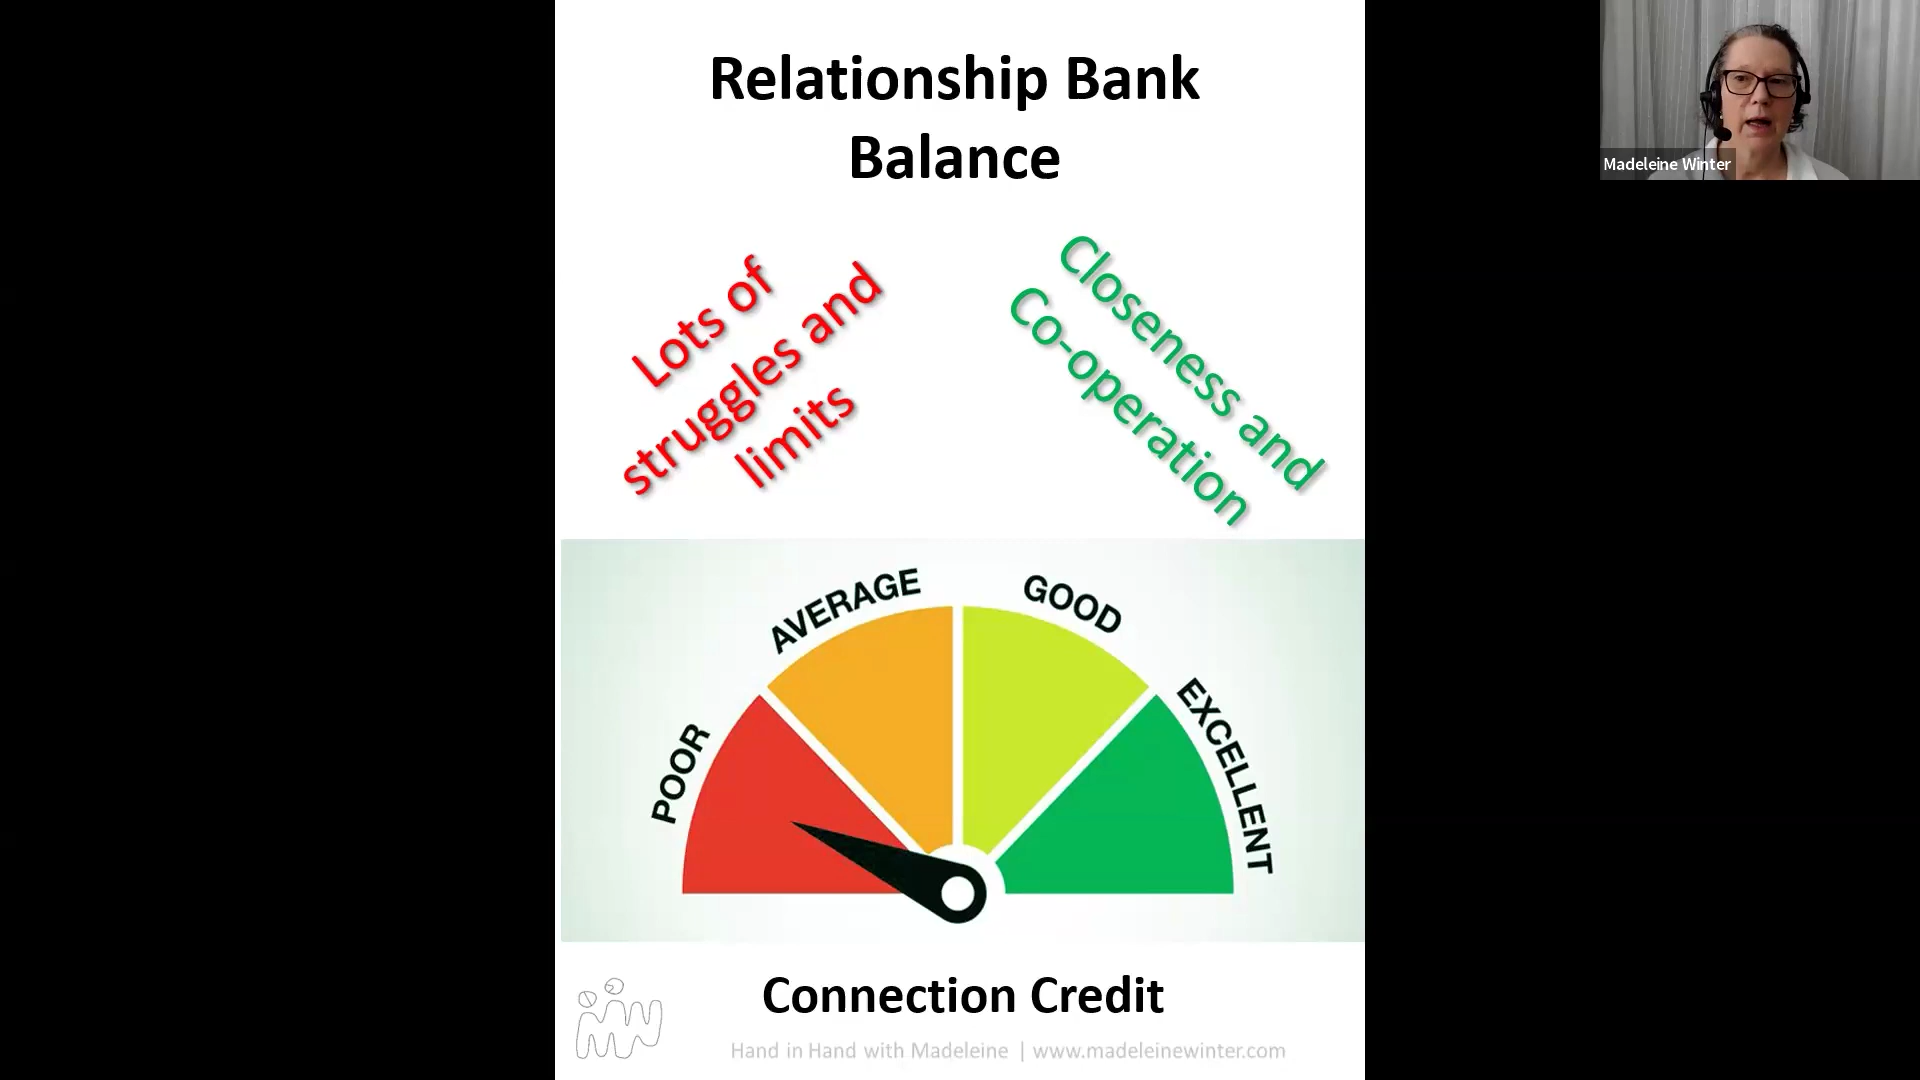 Relationship Bank
Balance
Lots of
struggles and
limits
Closeness and
Co-operation
POOR
AVERAGE
GOOD
EXCELLENT
Connection Credit
Hand in Hand with Madeleine | www.madeleinewinter.com
Madeleine Winter